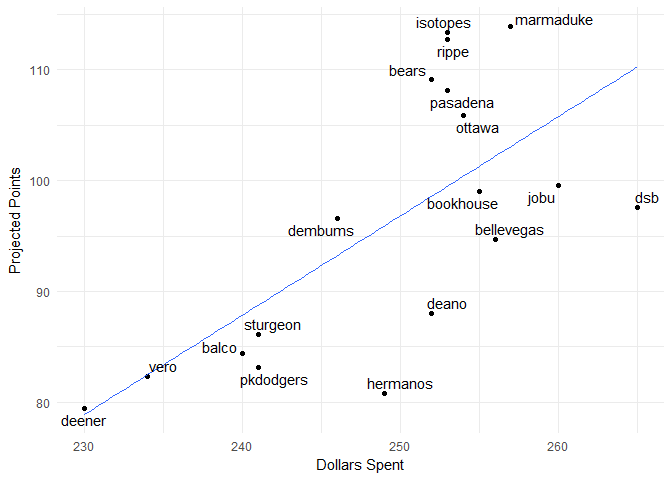 isotopes
marmaduke
rippe
bears
110
pasadena
ottawa
100
bookhouse
jobu
dsb
dembums
bellevegas
Projected Points
90
deano
sturgeon
balco
vero
pkdodgers
hermanos
80
deener
230
240
250
260
Dollars Spent